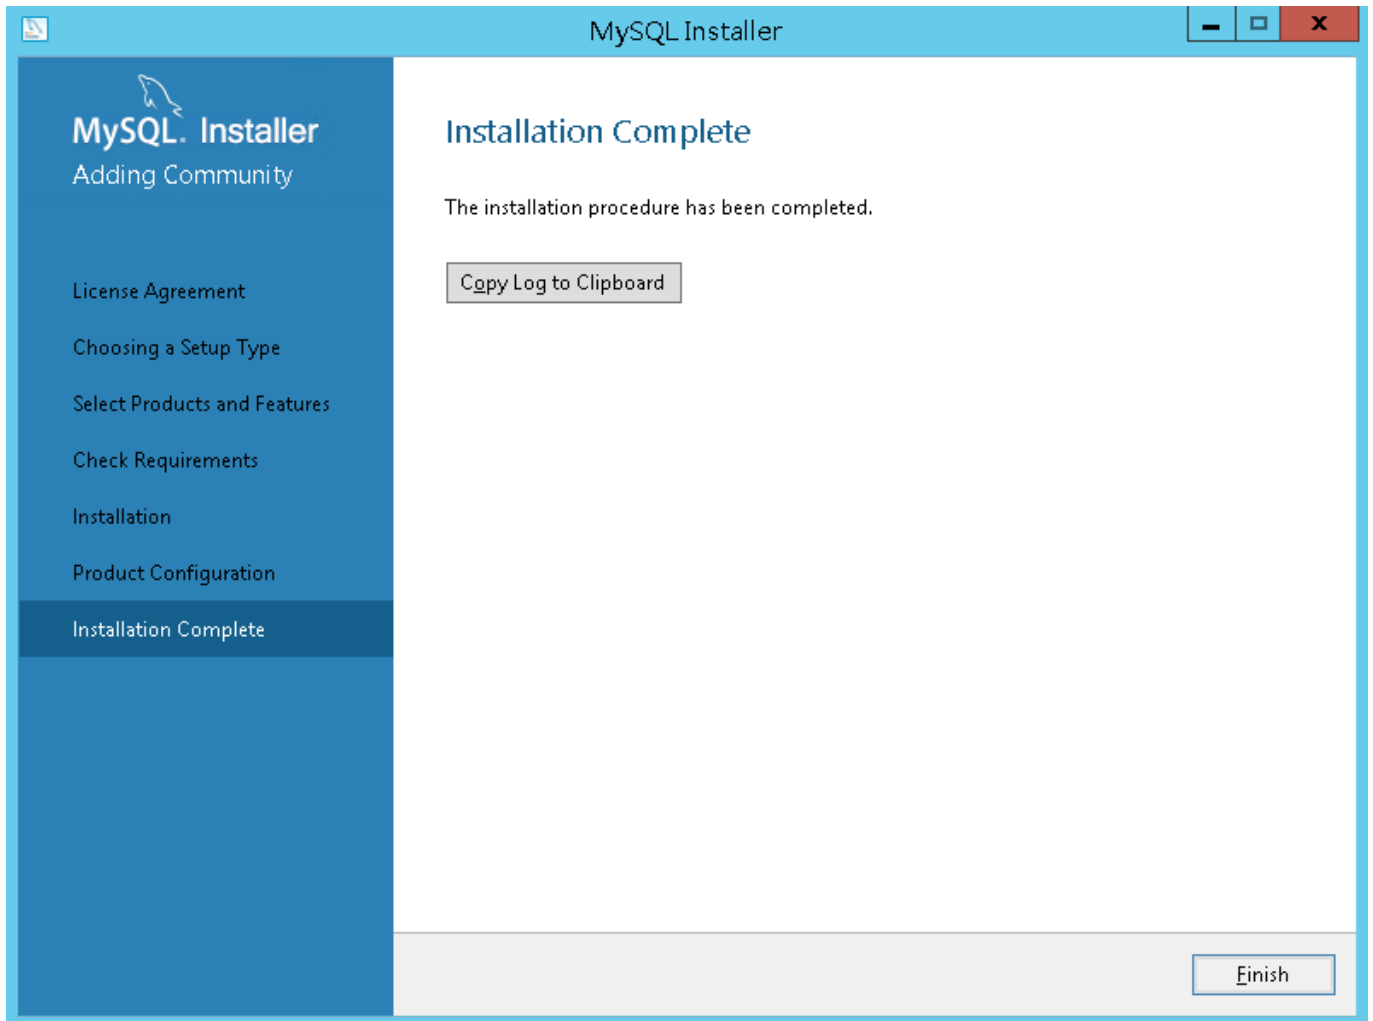 MySQL Installer
MySQL. Installer
Adding Community
License Agreement
Choosing a Setup Type
Select Products and Features
Check Requirements
Installation
Product Configuration
Installation Complete
Installation Complete
The installation procedure has been completed.
Copy Log to Clipboard
Finish